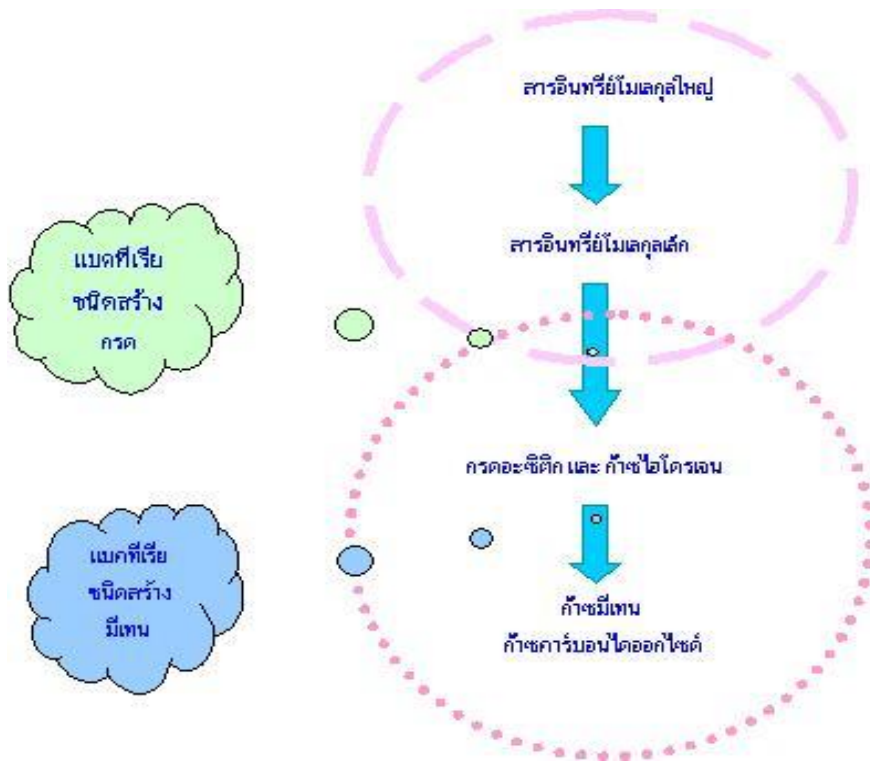 สารอินทรีย์โมเลกุลใหญ่
สารอินทรีย์โมเลกุลเล็ก
แบคทีเรีย
ชนิดสร้าง
กรด
กรดอะซิติก และ ก๊าซไฮโดรเจน
แบคทีเรีย
ชนิดสร้าง
มีเทน
ก๊าซมีเทน
ก๊าซคาร์บอนไดออกไซด์